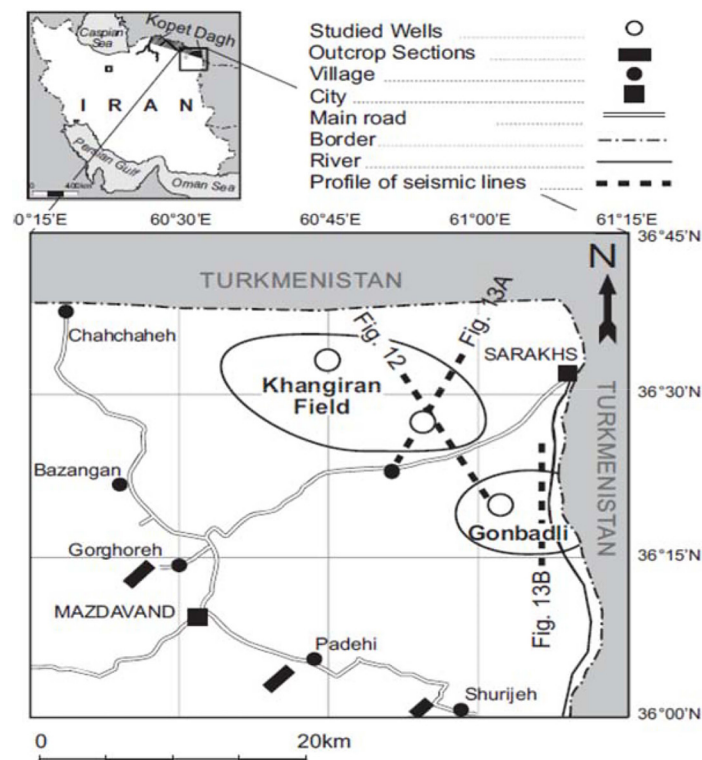 Caspian
Sea
Kopet Dagh
I R A N
Persian Gulf
Oman Sea
0 400km
Studied Wells
Outcrop Sections
Village
City
Main road
Border
River
Profile of seismic lines
0°15'E 60°30'E 60°45'E 61°00'E 61°15'E
36°45'N
N
TURKMENISTAN
Chahchaheh
Fig. 12
Fig. 13A
SARAKHS
Khangiran
Field
36°30'N
TURKMENISTAN
Bazangan
Gonbadli
Gorghoreh
36°15'N
Fig. 13B
MAZDAVAND
Padehi
Shurijeh
36°00'N
0 20km